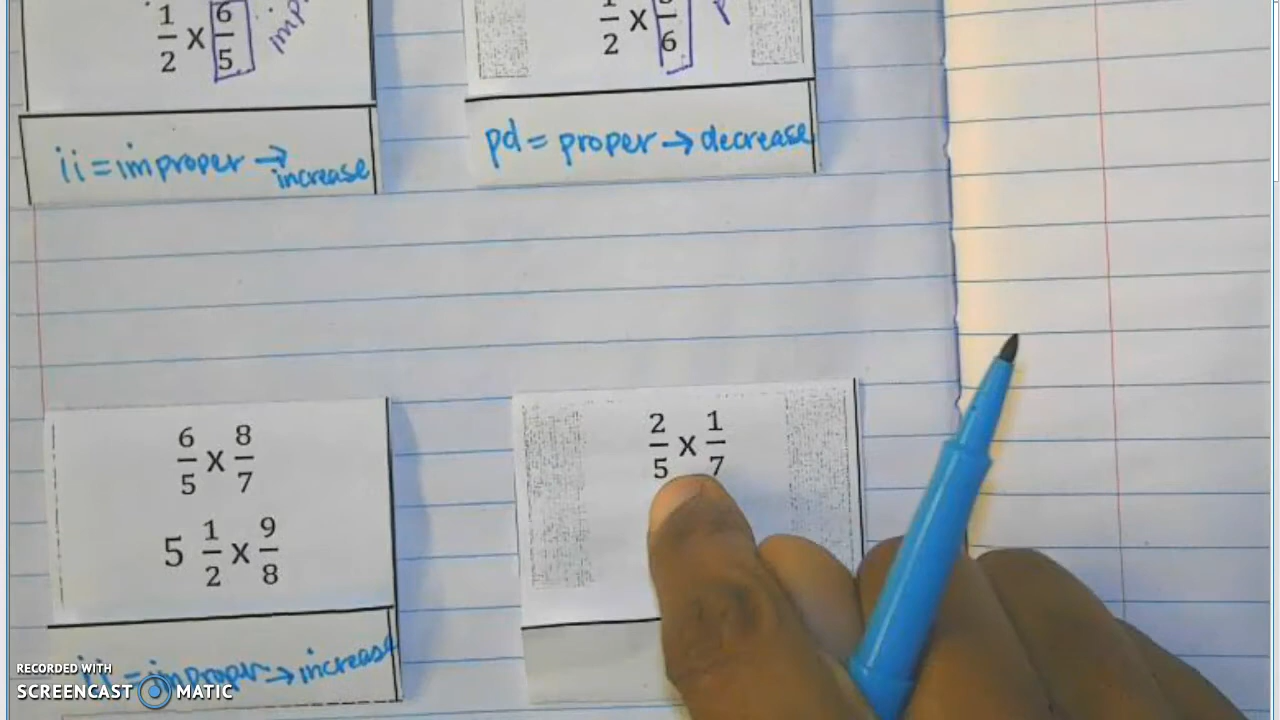 1/2 x 6/5
1/2 x /6
ii = improper → increase
pd = proper → decrease
6/5 x 8/7
5 1/2 x 9/8
ii = improper → increase
2/5 x 1/7
RECORDED WITH
SCREENCAST MATIC